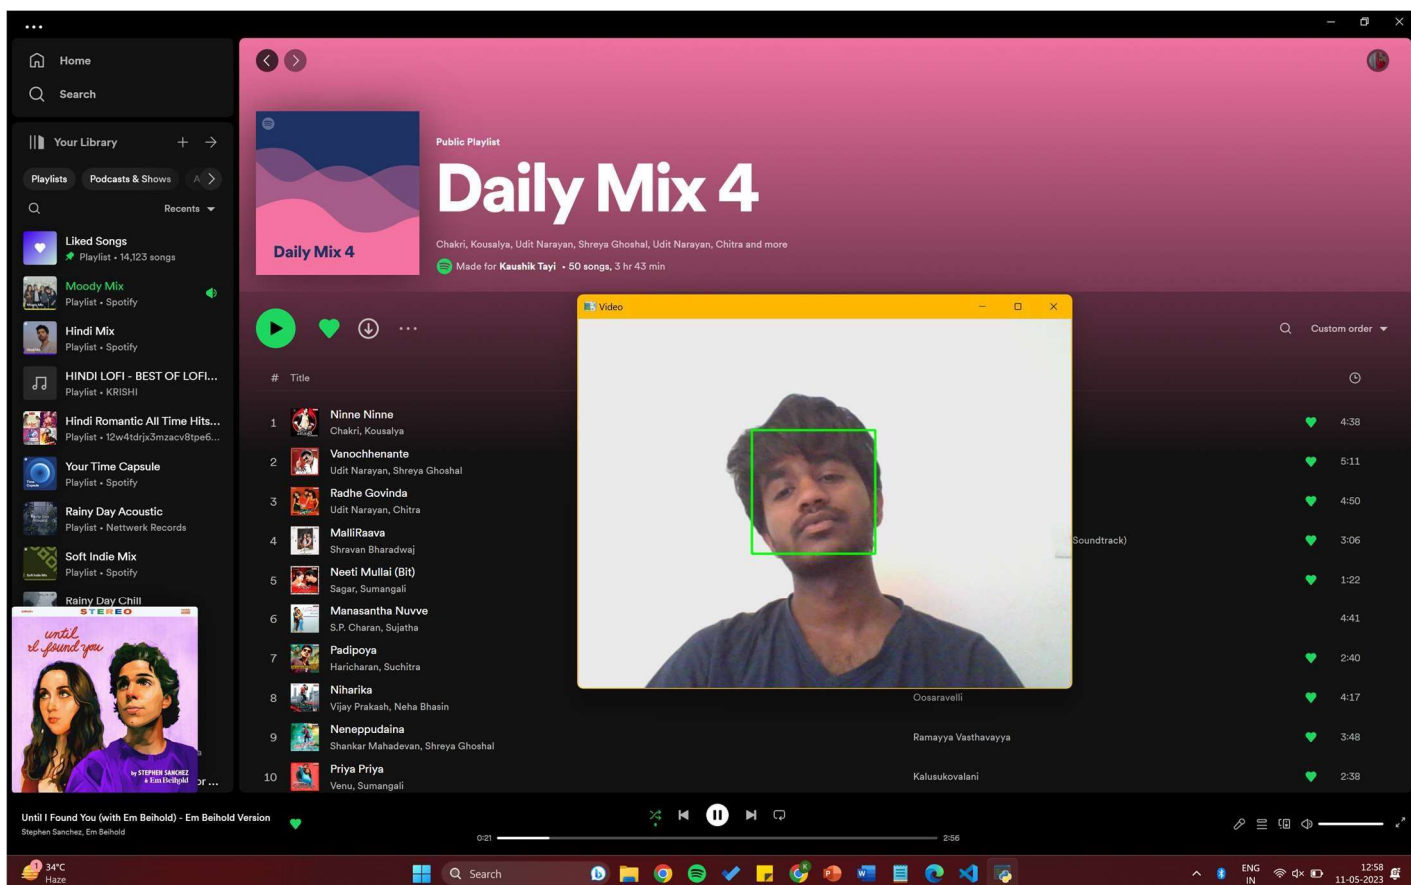 Home
Search
Your Library
Playlists Podcasts & Shows A
Recents
Liked Songs
Playlist • 14,123 songs
Moody Mix
Playlist • Spotify
Hindi Mix
Playlist • Spotify
HINDI LOFI - BEST OF LOFI...
Playlist • KRISHI
Hindi Romantic All Time Hits...
Playlist • 12w4tdrjx3mzacv8tpe6...
Your Time Capsule
Playlist • Spotify
Rainy Day Acoustic
Playlist • Nettwerk Records
Soft Indie Mix
Playlist • Spotify
Rainy Day Chill
STEREO
until
I found you
by STEPHEN SANCHEZ
& Em Beihold
or ...
Daily Mix 4
Public Playlist
Daily Mix 4
Chakri, Kousalya, Udit Narayan, Shreya Ghoshal, Udit Narayan, Chitra and more
Made for Kaushik Tayi • 50 songs, 3 hr 43 min
Video
Custom order
# Title
1 Ninne Ninne 4:38
Chakri, Kousalya
2 Vanochhenante 5:11
Udit Narayan, Shreya Ghoshal
3 Radhe Govinda 4:50
Udit Narayan, Chitra
4 MalliRaava Soundtrack) 3:06
Shravan Bharadwaj
5 Neeti Mullai (Bit) 1:22
Sagar, Sumangali
6 Manasantha Nuvve 4:41
S.P. Charan, Sujatha
7 Padipoya 2:40
Haricharan, Suchitra
8 Niharika Oosaravelli 4:17
Vijay Prakash, Neha Bhasin
9 Neneppudaina Ramayya Vasthavayya 3:48
Shankar Mahadevan, Shreya Ghoshal
10 Priya Priya Kalusukovalani 2:38
Venu, Sumangali
Until I Found You (with Em Beihold) - Em Beihold Version
Stephen Sanchez, Em Beihold
0:21 2:56
1 34°C
Haze
Search
ENG
IN
12:58
11-05-2023